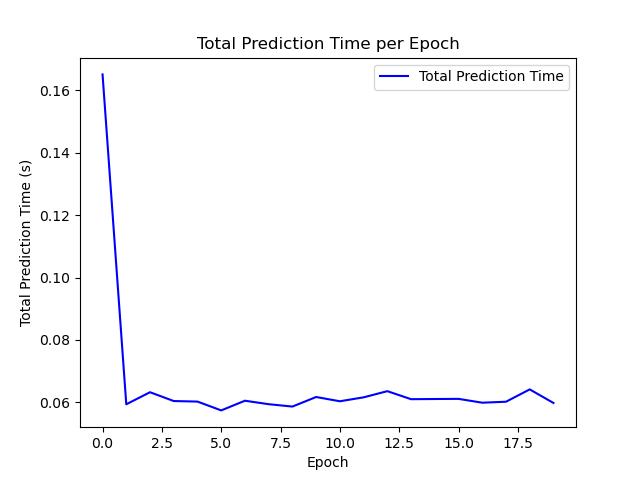 Total Prediction Time per Epoch
Total Prediction Time
Total Prediction Time (s)
0.16
0.14
0.12
0.10
0.08
0.06
0.0 2.5 5.0 7.5 10.0 12.5 15.0 17.5
Epoch